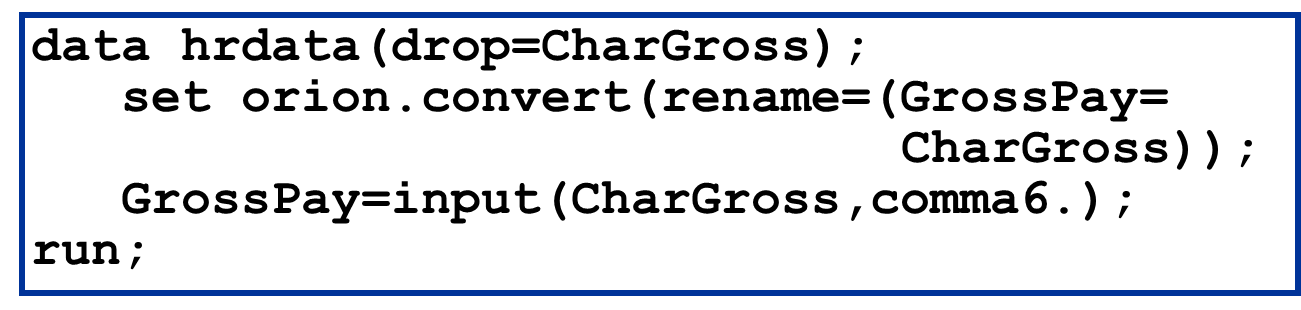 data hrdata(drop=CharGross);
set orion.convert(rename=(GrossPay=
CharGross));
GrossPay=input(CharGross,comma6.);
run;